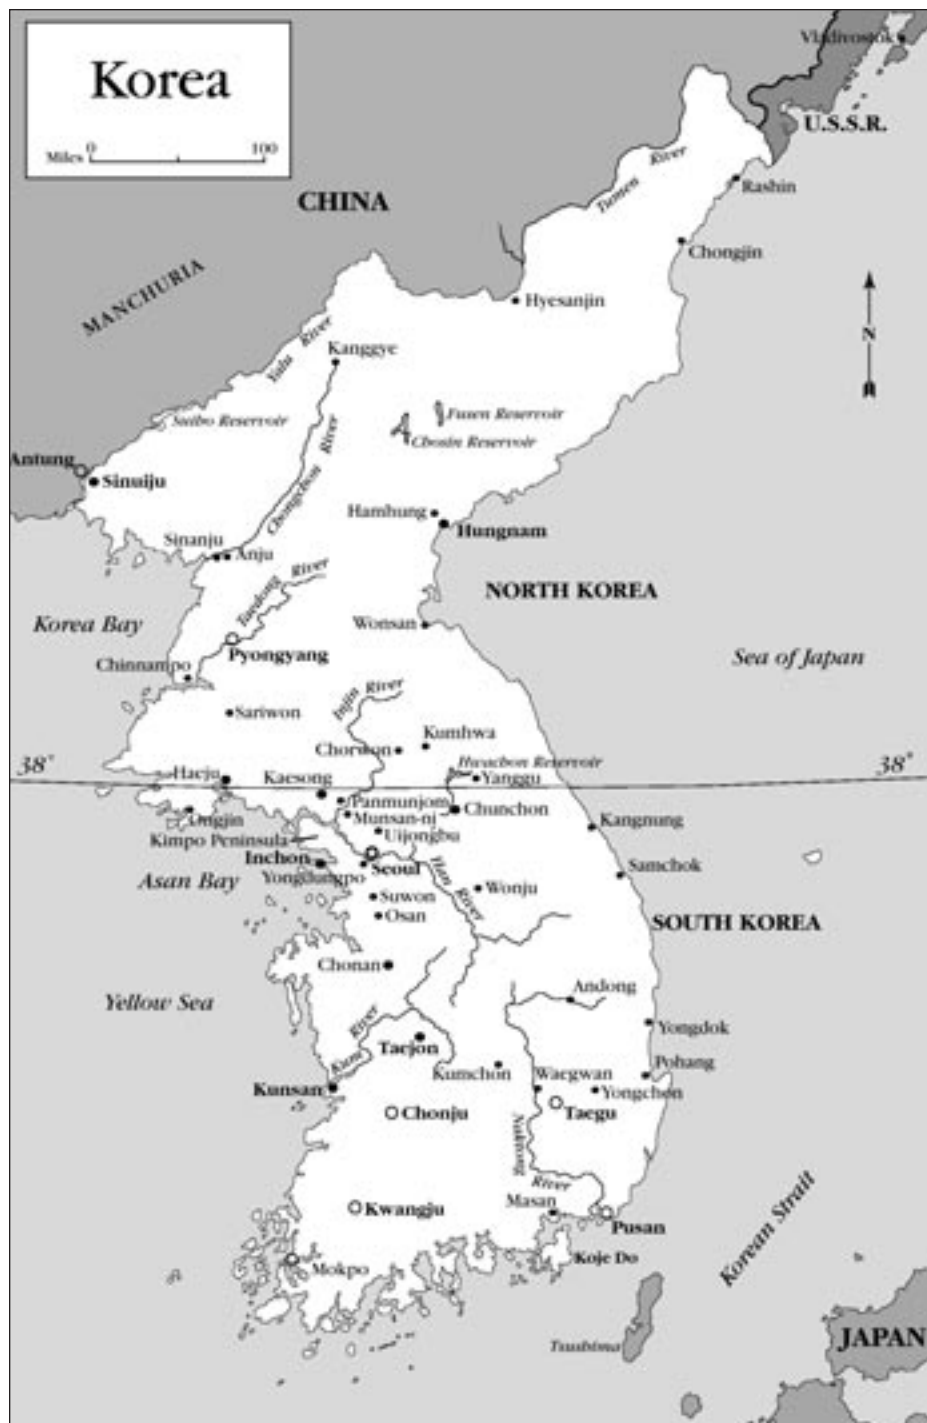 Korea
Miles 0 100
Vladivostok
U.S.S.R.
Tumen River
Rashin
CHINA
Chongjin
MANCHURIA
Hyesanjin
N
Yalu River
Kanggye
Suiho Reservoir
Fusen Reservoir
Chosin Reservoir
Antung
Sinuiju
Chongchon River
Hamhung
Hungnam
Sinanju
Anju
Taedong River
NORTH KOREA
Korea Bay
Wonsan
Pyongyang
Sea of Japan
Chinnampo
Injin River
Sariwon
Kumhwa
Chorwon
Hwachon Reservoir
38°
38°
Haeju
Kaesong
Yanggu
Panmunjom
Chunchon
Ongjin
Munsan-ni
Kangnung
Uijongbu
Kimpo Peninsula
Inchon
Seoul
Samchok
Asan Bay
Yongdungpo
Han River
Wonju
Suwon
Osan
SOUTH KOREA
Chonan
Andong
Yellow Sea
Kum River
Yongdok
Taejon
Kumchon
Waegwan
Pohang
Kunsan
Yongchon
Chonju
Taegu
Naktong River
Masan
Kwangju
Pusan
Korean Strait
Koje Do
Mokpo
Tsushima
JAPAN